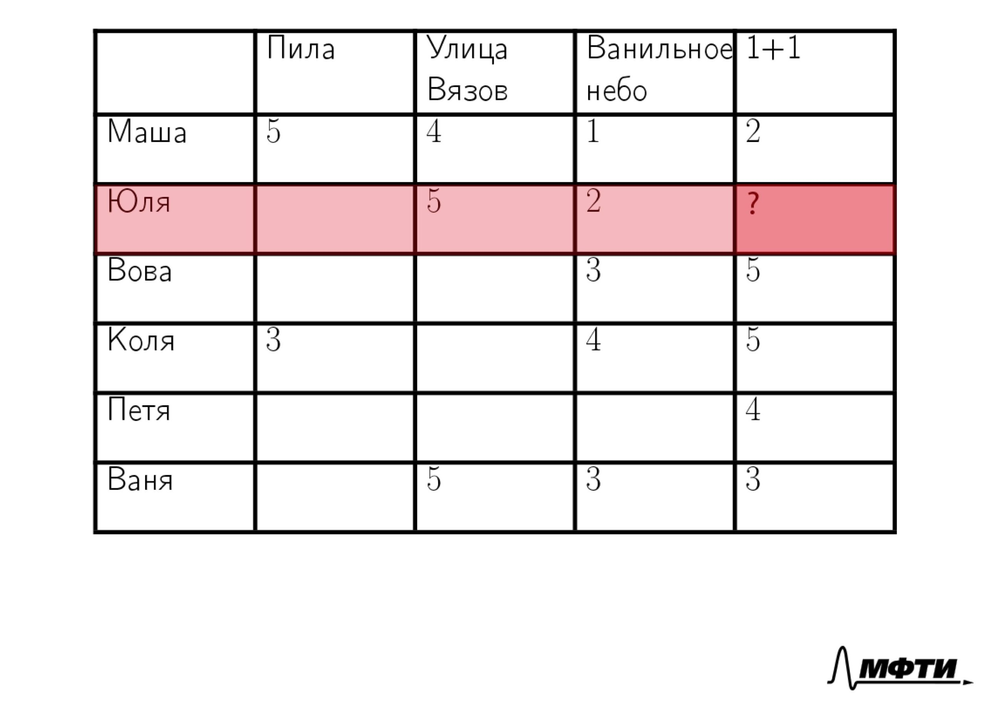 Пила Улица Ванильное 1+1
Вязов небо
Маша 5 4 1 2
Юля 5 2 ?
Вова 3 5
Коля 3 4 5
Петя 4
Ваня 5 3 3
МФТИ